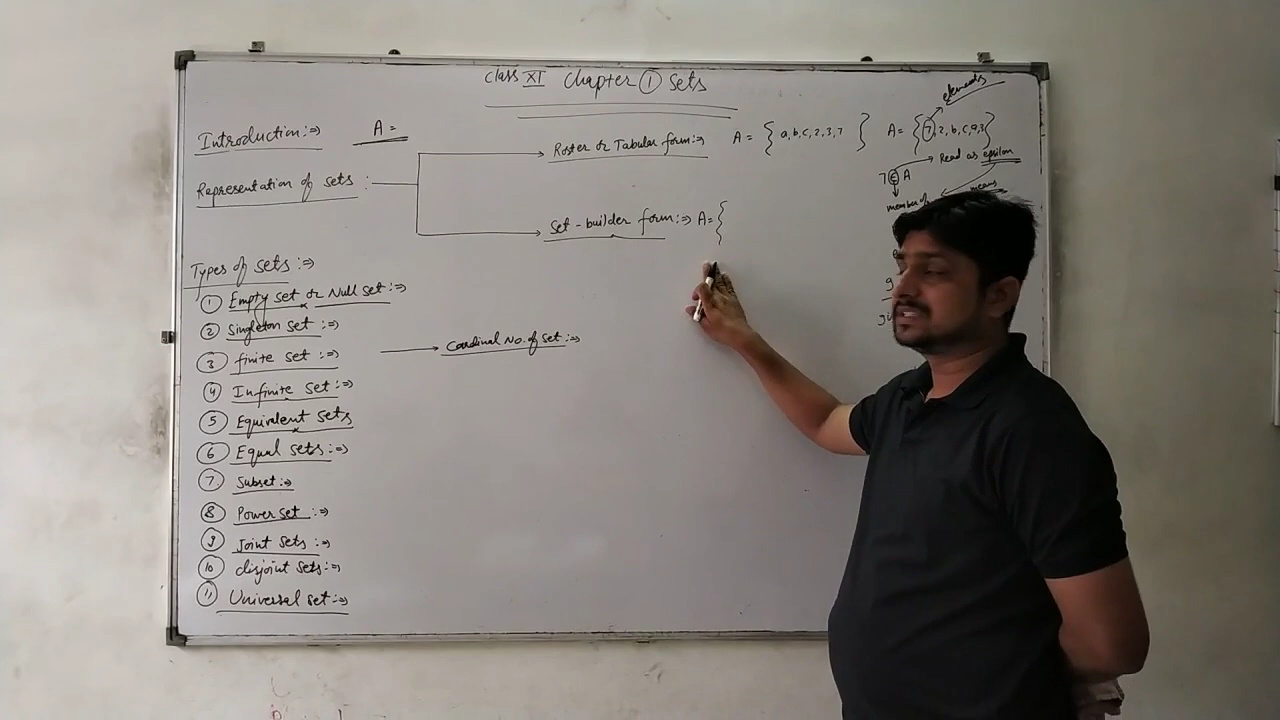 Class XI Chapter ① Sets
Introduction :⇒ A =
Representation of sets :
Roster or Tabular form :⇒ A = { a, b, c, 2, 3, 7 }
A = { 7, 2, b, c, a, 3 }
elements
7 ∈ A
Read as epsilon
means
member of
Set-builder form :⇒ A = {
Types of sets :⇒
① Empty set or Null set :⇒
② Singleton set :⇒
③ finite set :⇒
Cardinal No. of set :⇒
④ Infinite set :⇒
⑤ Equivalent sets
⑥ Equal sets :⇒
⑦ Subset :⇒
⑧ Power set :⇒
⑨ Joint sets :⇒
⑩ disjoint sets :⇒
⑪ Universal set :⇒